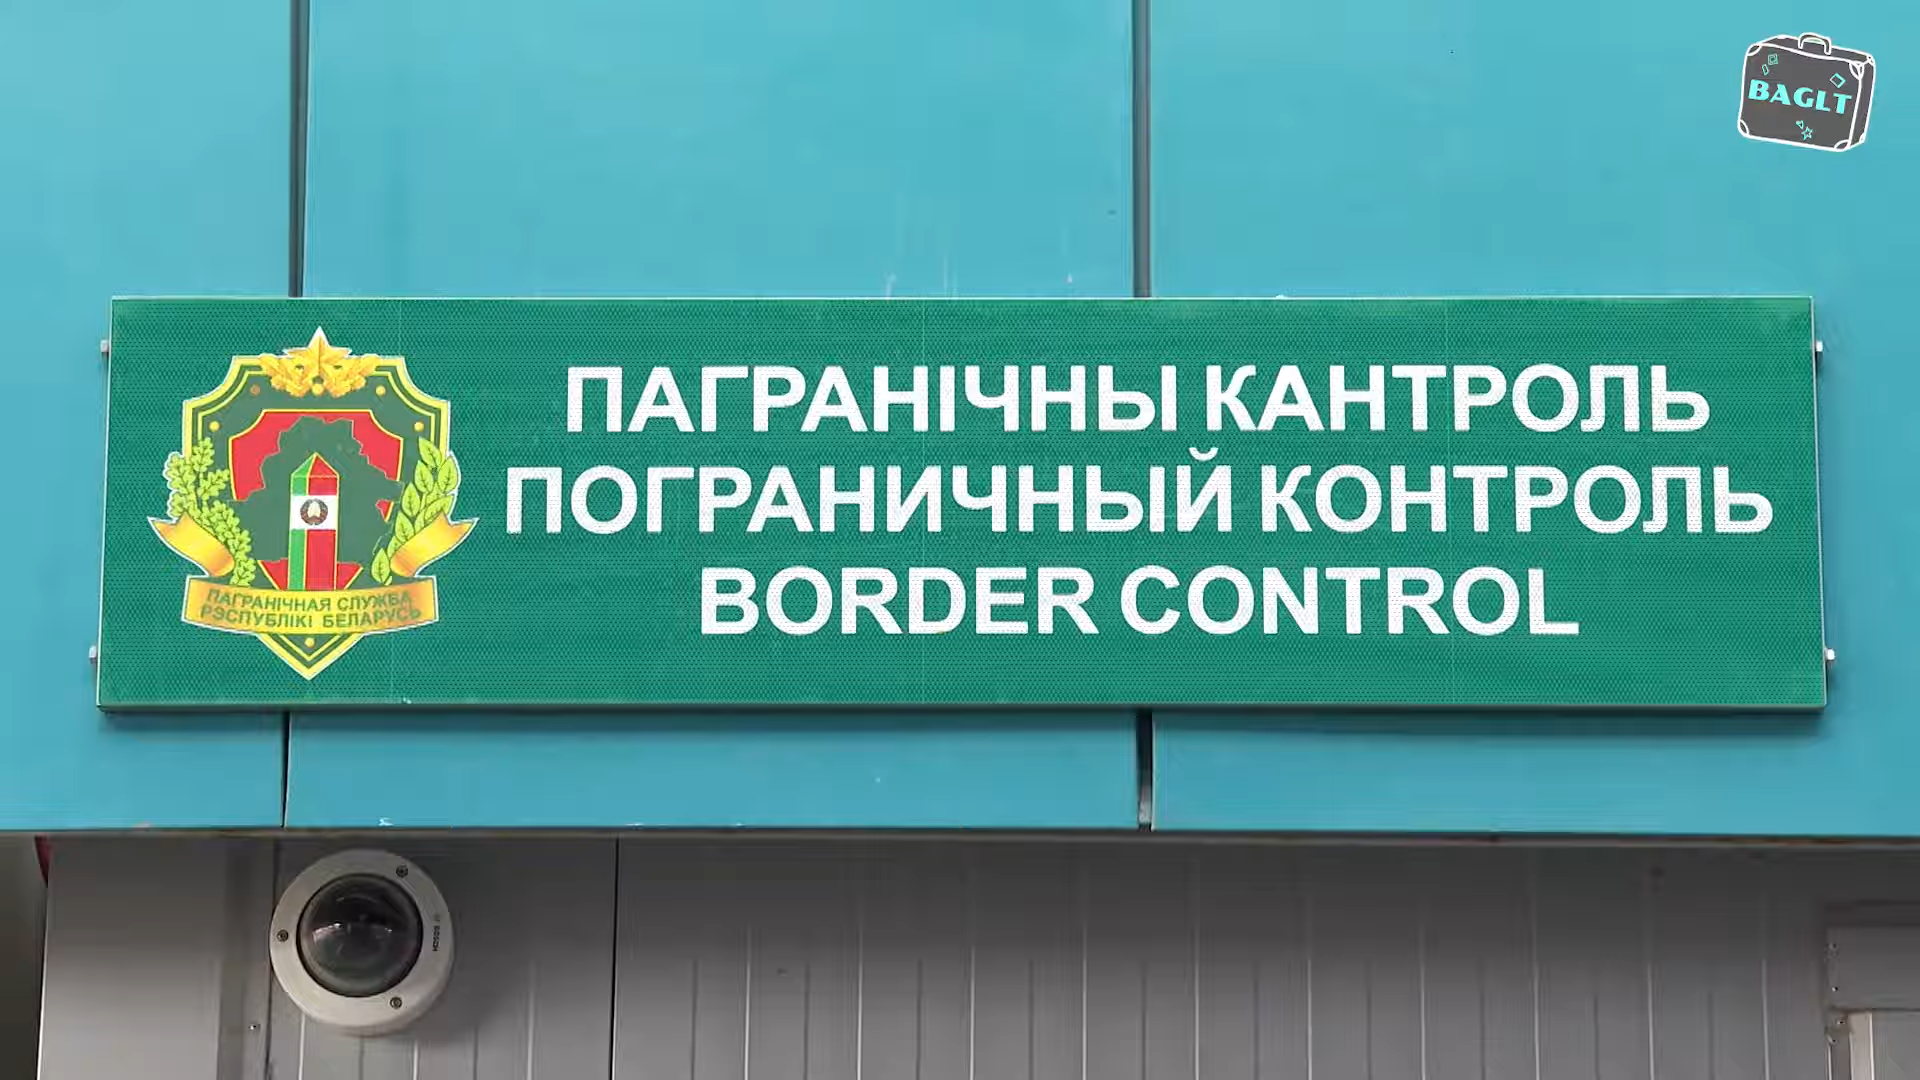 BAGLT
ПАГРАНІЧНЫ КАНТРОЛЬ
ПОГРАНИЧНЫЙ КОНТРОЛЬ
BORDER CONTROL
ПАГРАНІЧНАЯ СЛУЖБА
РЭСПУБЛІКІ БЕЛАРУСЬ